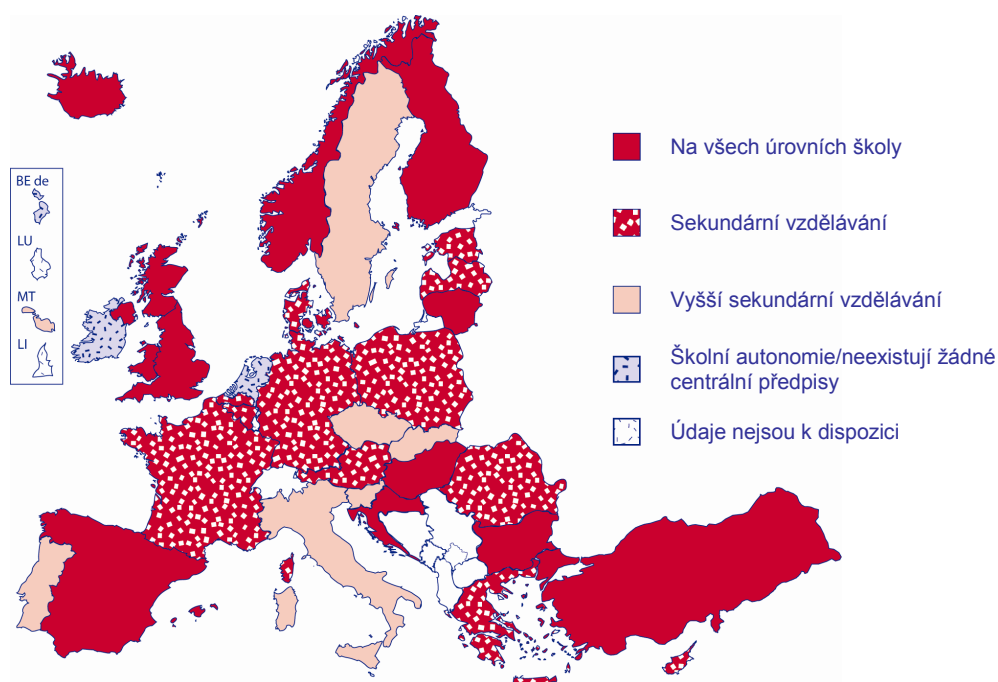 BE de
LU
MT
LI
Na všech úrovních školy
Sekundární vzdělávání
Vyšší sekundární vzdělávání
Školní autonomie/neexistují žádné
centrální předpisy
Údaje nejsou k dispozici